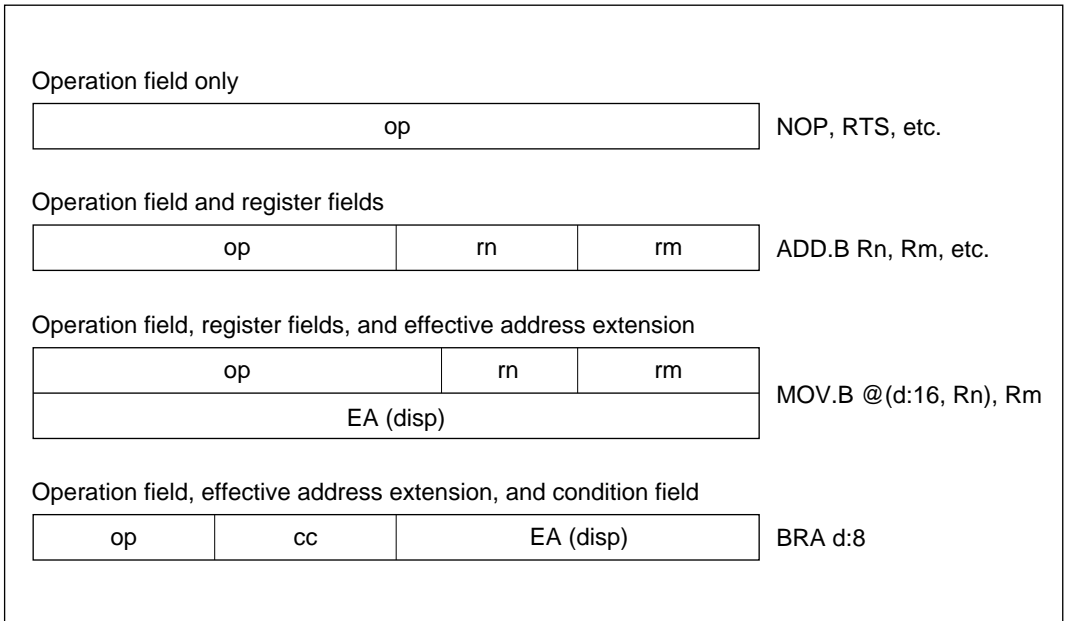 Operation field only
op
NOP, RTS, etc.
Operation field and register fields
op rn rm
ADD.B Rn, Rm, etc.
Operation field, register fields, and effective address extension
op rn rm
EA (disp)
MOV.B @(d:16, Rn), Rm
Operation field, effective address extension, and condition field
op cc EA (disp)
BRA d:8